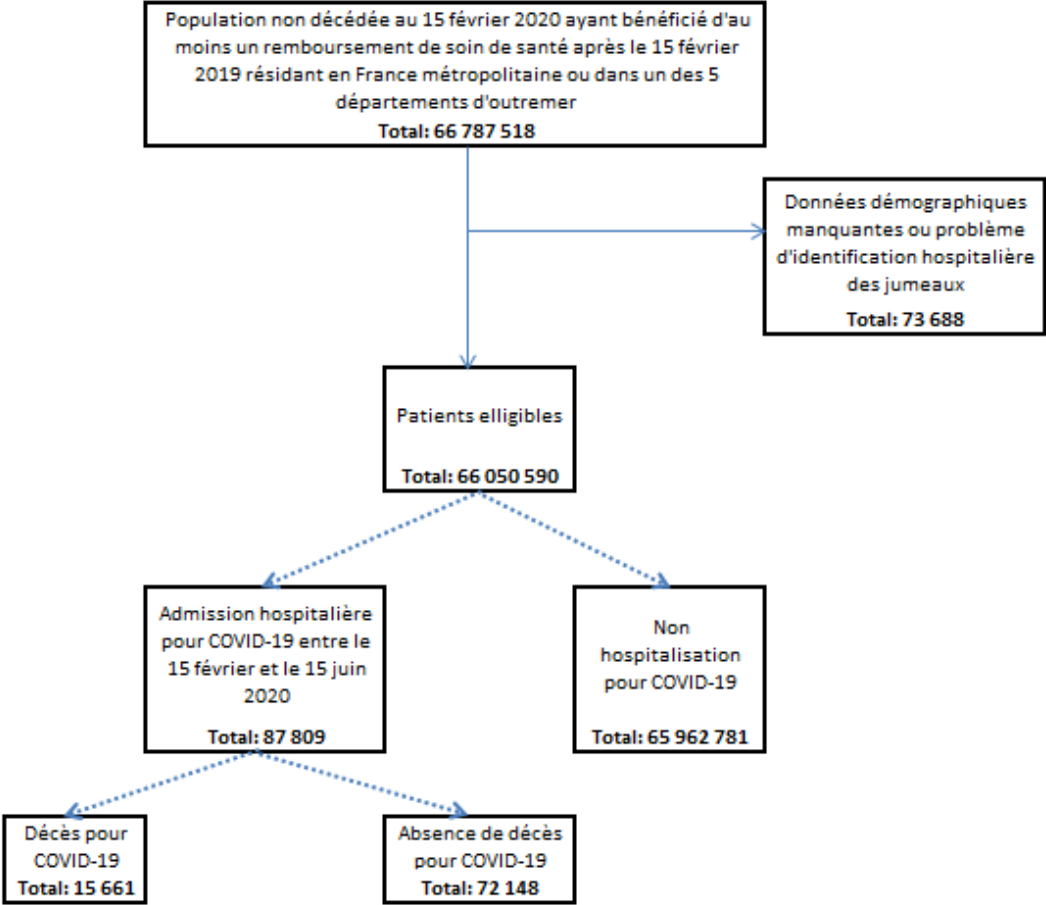 Population non décédée au 15 février 2020 ayant bénéficié d'au
moins un remboursement de soin de santé après le 15 février
2019 résidant en France métropolitaine ou dans un des 5
départements d'outremer
Total: 66 787 518
Données démographiques
manquantes ou problème
d'identification hospitalière
des jumeaux
Total: 73 688
Patients elligibles
Total: 66 050 590
Admission hospitalière
pour COVID-19 entre le
15 février et le 15 juin
2020
Total: 87 809
Non
hospitalisation
pour COVID-19
Total: 65 962 781
Décès pour
COVID-19
Total: 15 661
Absence de décès
pour COVID-19
Total: 72 148